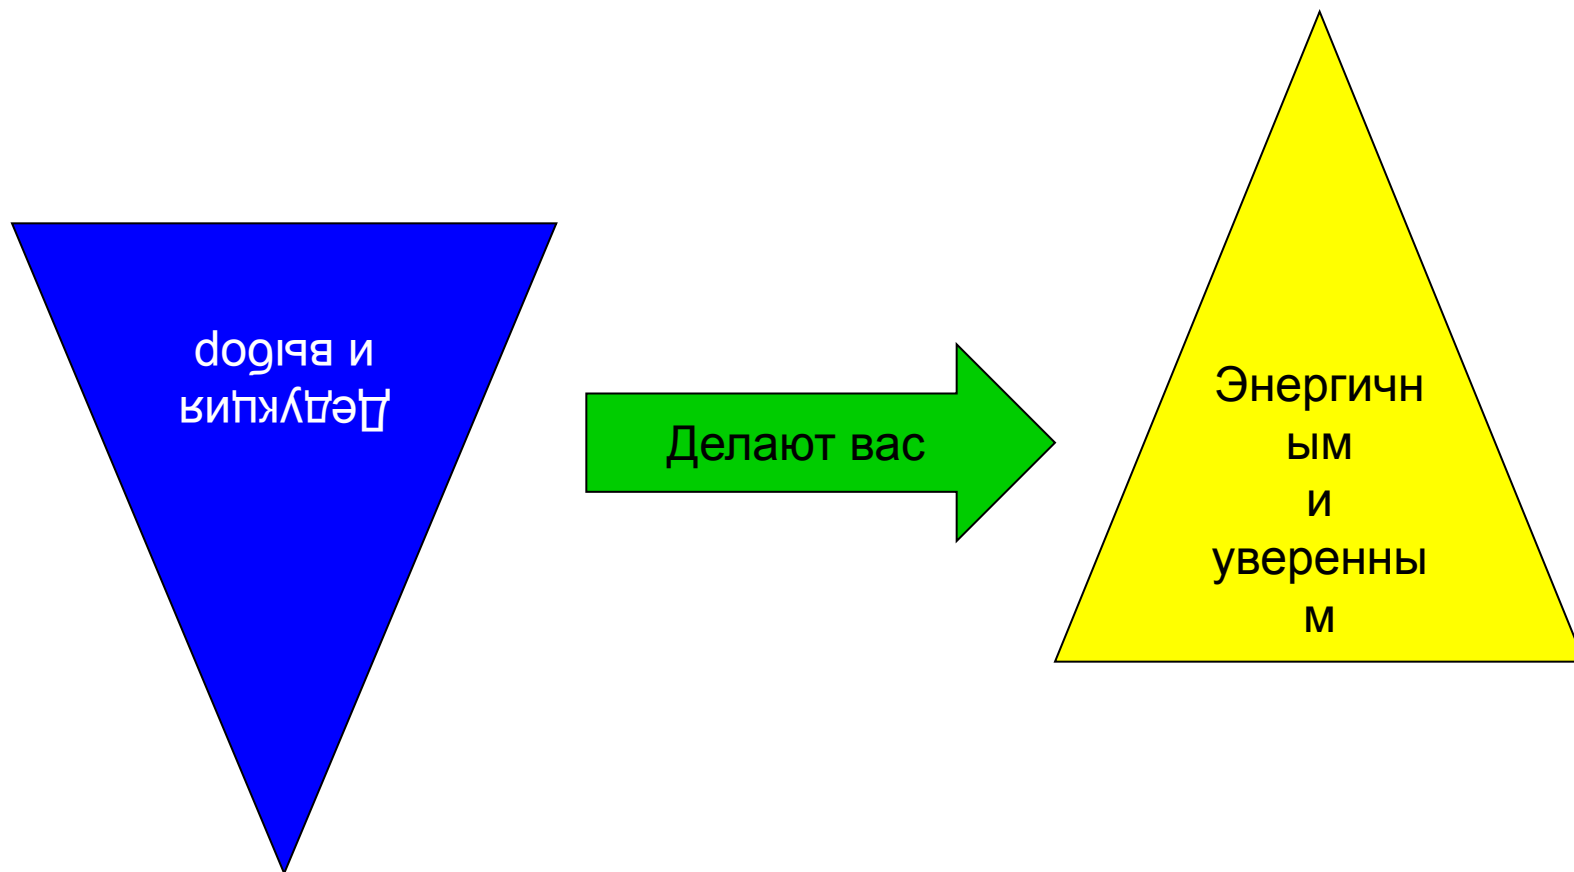 Дедукция
и выбор
Делают вас
Энергичн
ым
и
уверенны
м